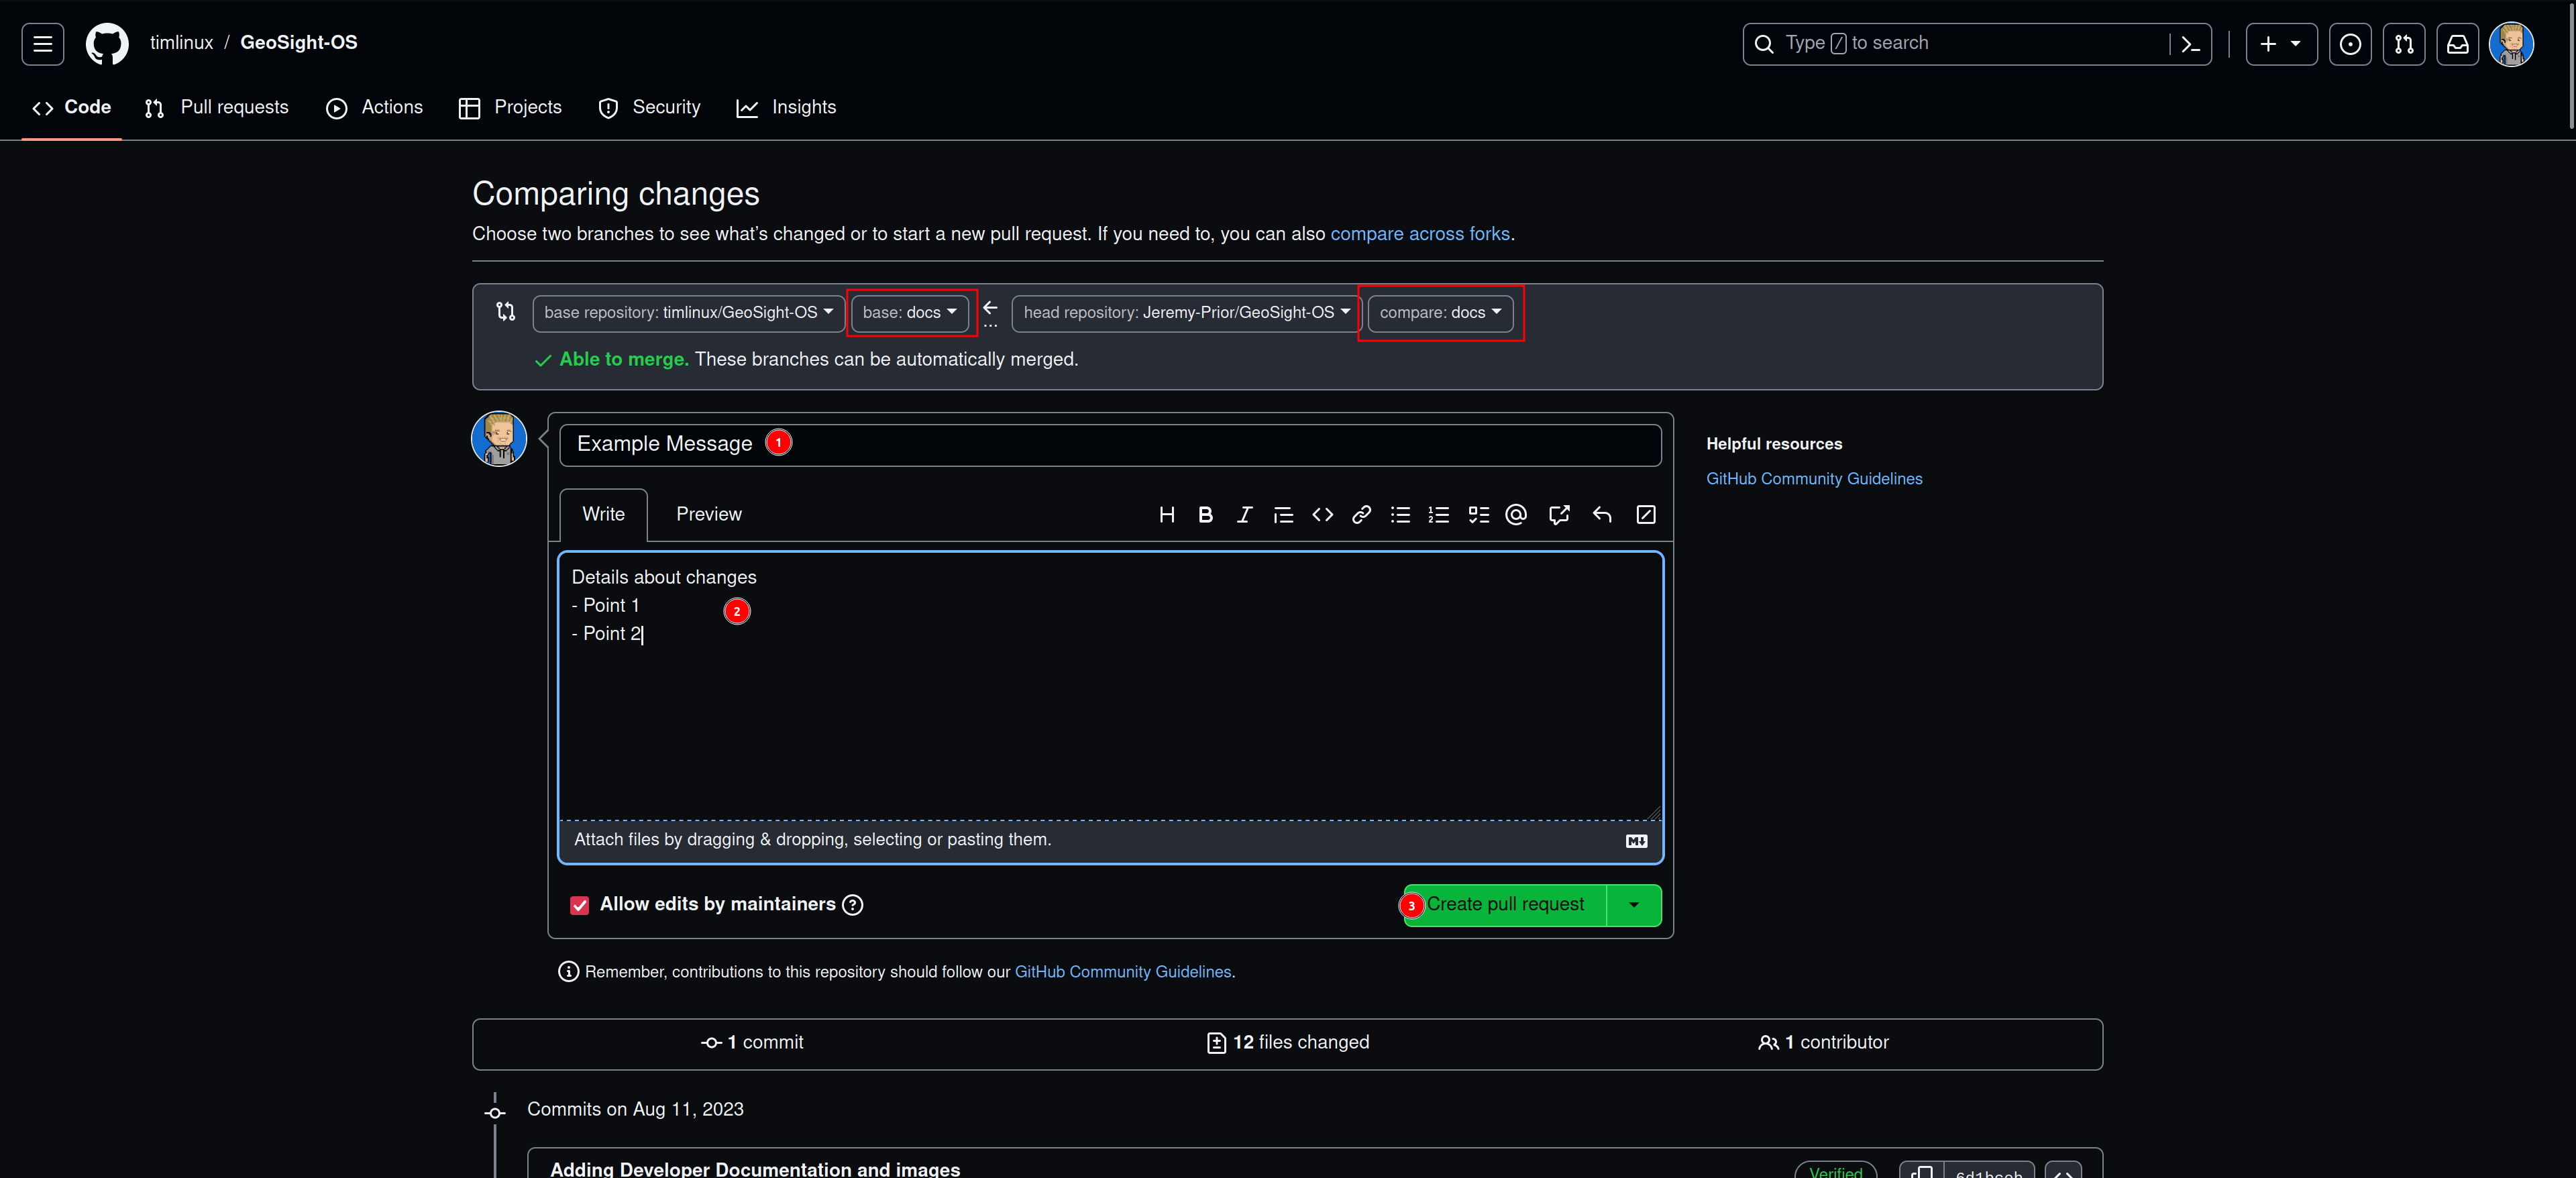 timlinux / GeoSight-OS
Type / to search
Code
Pull requests
Actions
Projects
Security
Insights
Comparing changes
Choose two branches to see what's changed or to start a new pull request. If you need to, you can also compare across forks.
base repository: timlinux/GeoSight-OS
base: docs
...
head repository: Jeremy-Prior/GeoSight-OS
compare: docs
Able to merge. These branches can be automatically merged.
Example Message 1
Helpful resources
GitHub Community Guidelines
Write
Preview
Details about changes
- Point 1
2
- Point 2
Attach files by dragging & dropping, selecting or pasting them.
Allow edits by maintainers
3 Create pull request
Remember, contributions to this repository should follow our GitHub Community Guidelines.
1 commit
12 files changed
1 contributor
Commits on Aug 11, 2023
Adding Developer Documentation and images
Verified